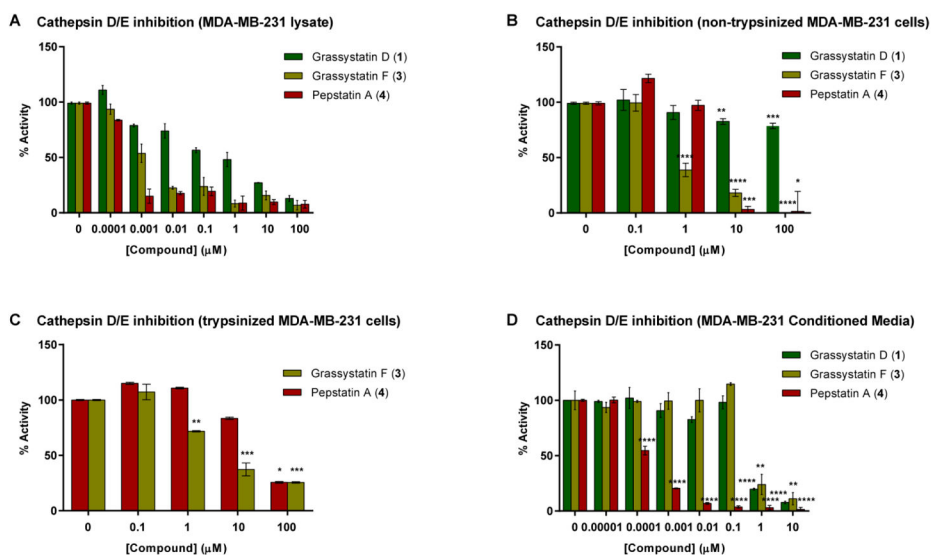 A Cathepsin D/E inhibition (MDA-MB-231 lysate)
Grassystatin D (1)
Grassystatin F (3)
Pepstatin A (4)
% Activity
150
100
50
0
0 0.0001 0.001 0.01 0.1 1 10 100
[Compound] (μM)
B Cathepsin D/E inhibition (non-trypsinized MDA-MB-231 cells)
Grassystatin D (1)
Grassystatin F (3)
Pepstatin A (4)
% Activity
150
100
50
0
**
***
****
****
***
****
*
0 0.1 1 10 100
[Compound] (μM)
C Cathepsin D/E inhibition (trypsinized MDA-MB-231 cells)
Grassystatin F (3)
Pepstatin A (4)
% Activity
150
100
50
0
**
***
* ***
0 0.1 1 10 100
[Compound] (μM)
D Cathepsin D/E inhibition (MDA-MB-231 Conditioned Media)
Grassystatin D (1)
Grassystatin F (3)
Pepstatin A (4)
% Activity
150
100
50
0
****
****
****
****
****
**
****
****
**
****
0 0.00001 0.0001 0.001 0.01 0.1 1 10
[Compound] (μM)